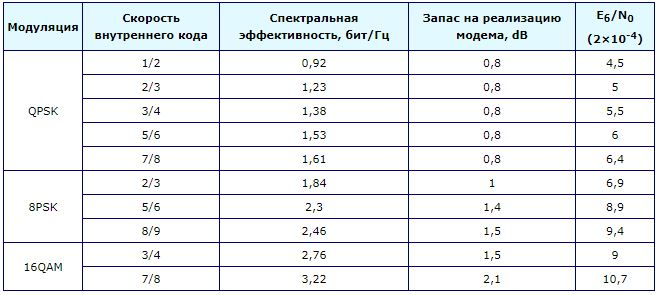 Модуляция Скорость внутреннего кода Спектральная эффективность, бит/Гц Запас на реализацию модема, dB E6/N0 (2×10-4)
QPSK 1/2 0,92 0,8 4,5
2/3 1,23 0,8 5
3/4 1,38 0,8 5,5
5/6 1,53 0,8 6
7/8 1,61 0,8 6,4
8PSK 2/3 1,84 1 6,9
5/6 2,3 1,4 8,9
8/9 2,46 1,5 9,4
16QAM 3/4 2,76 1,5 9
7/8 3,22 2,1 10,7